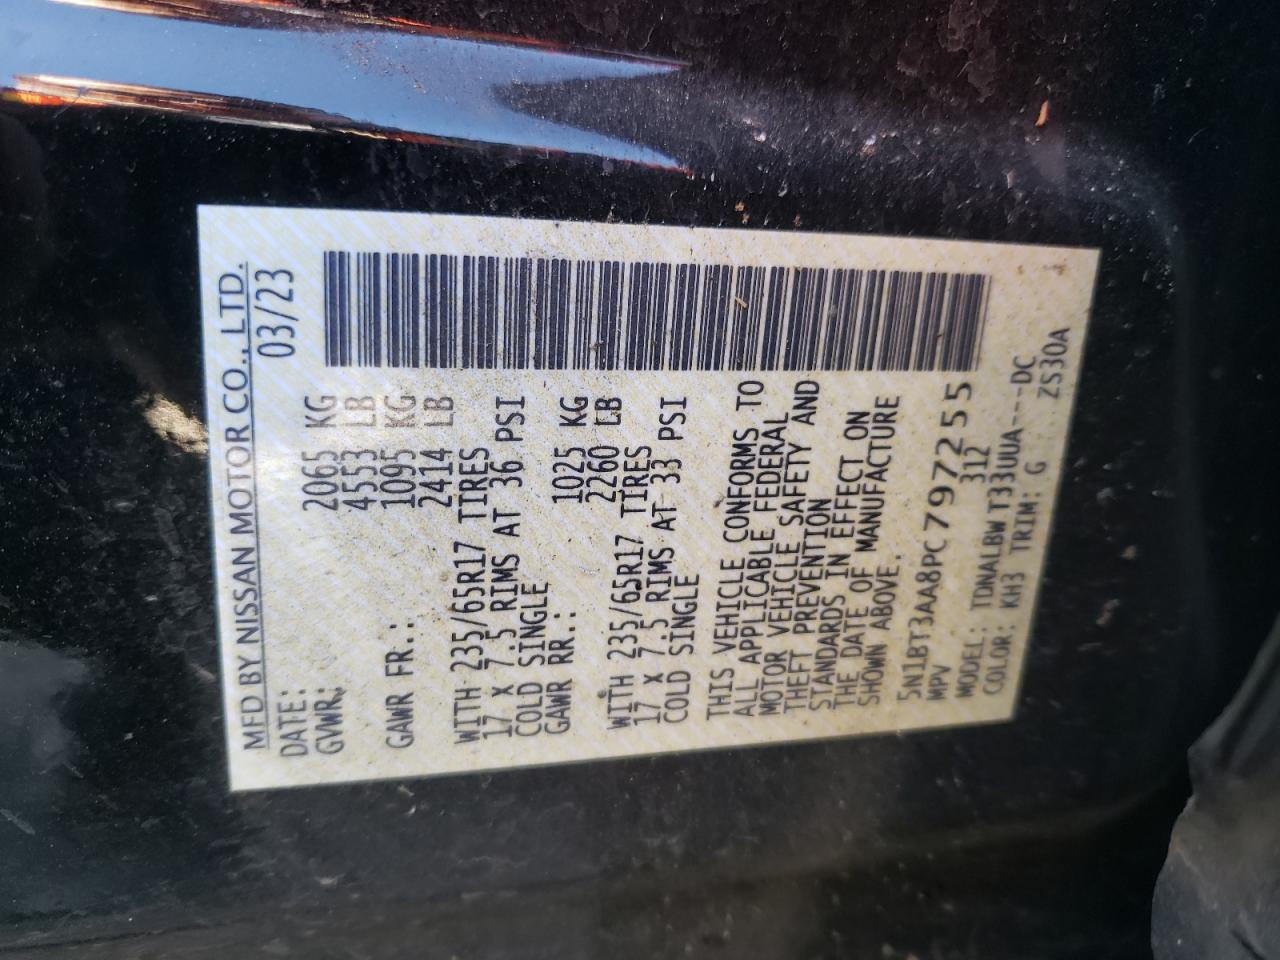 MFD BY NISSAN MOTOR CO., LTD.
DATE: 03/23
GVWR: 2065 KG
4553 LB
GAWR FR.: 1095 KG
2414 LB
WITH 235/65R17 TIRES
17 X 7.5 RIMS AT 36 PSI
COLD SINGLE
GAWR RR.: 1025 KG
2260 LB
WITH 235/65R17 TIRES
17 X 7.5 RIMS AT 33 PSI
COLD SINGLE
THIS VEHICLE CONFORMS TO
ALL APPLICABLE FEDERAL
MOTOR VEHICLE SAFETY AND
THEFT PREVENTION
STANDARDS IN EFFECT ON
THE DATE OF MANUFACTURE
SHOWN ABOVE.
5N1BT3AA8PC797255
MPV 312
MODEL: TDNALBWT33UUA---DC
COLOR: KH3 TRIM: G ZS30A